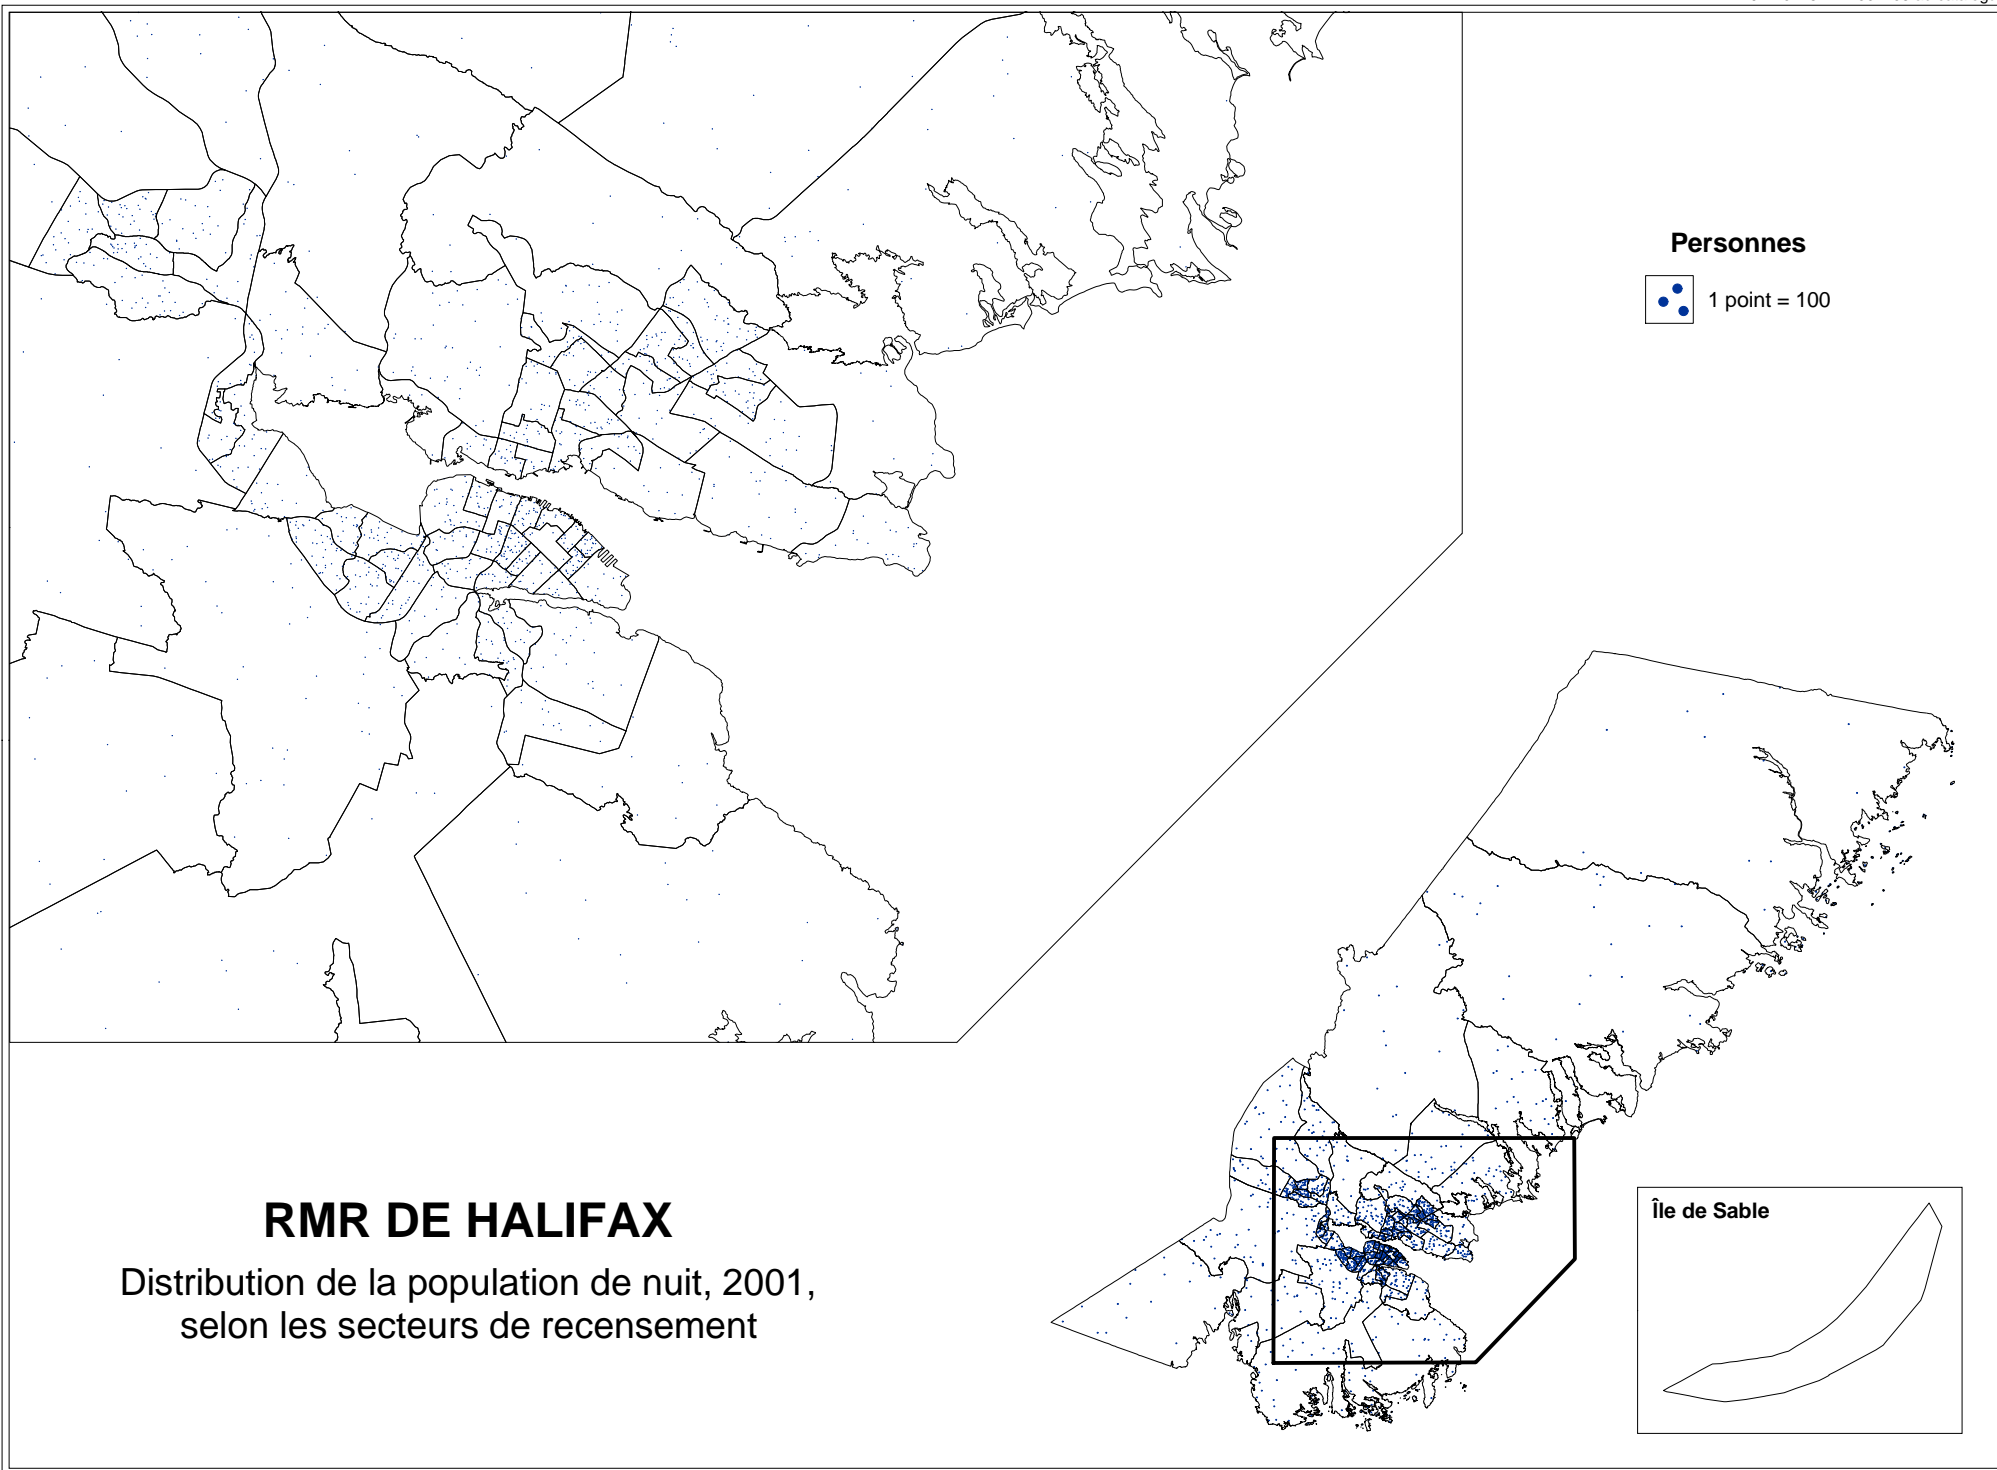 Personnes
1 point = 100
RMR DE HALIFAX
Distribution de la population de nuit, 2001,
selon les secteurs de recensement
Île de Sable